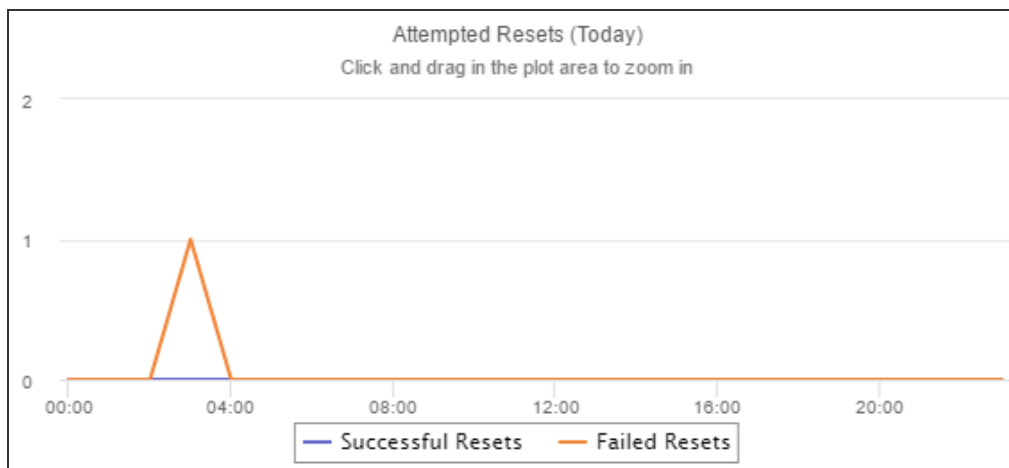 Attempted Resets (Today)
Click and drag in the plot area to zoom in
2
1
0
00:00 04:00 08:00 12:00 16:00 20:00
Successful Resets Failed Resets